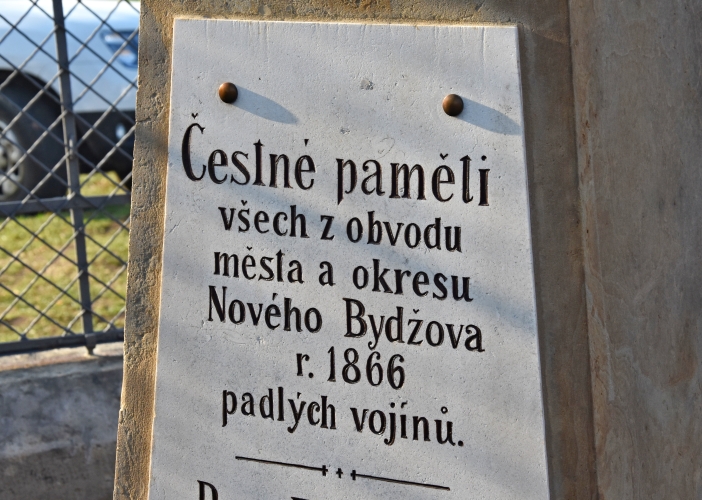 Čestné paměti
všech z obvodu
města a okresu
Nového Bydžova
r. 1866
padlých vojínů.